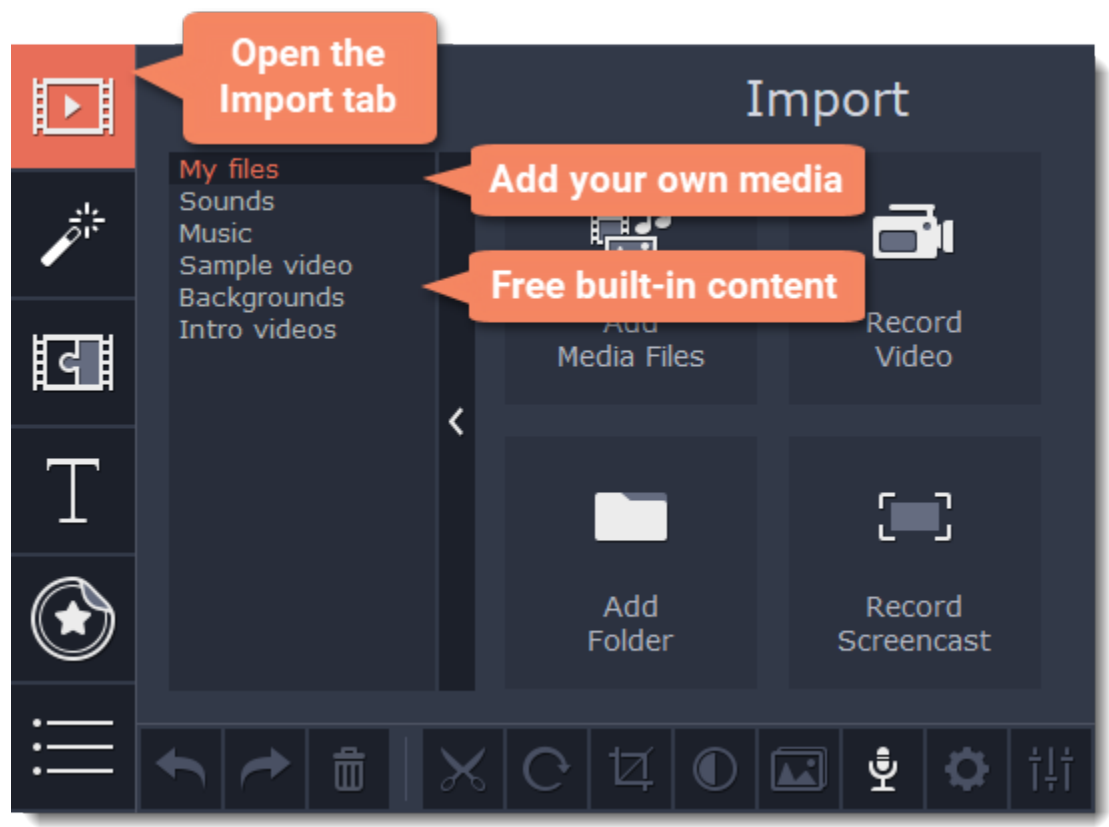 Open the
Import tab
Import
My files
Sounds
Music
Sample video
Backgrounds
Intro videos
Add your own media
Free built-in content
Add
Media Files
Record
Video
Add
Folder
Record
Screencast